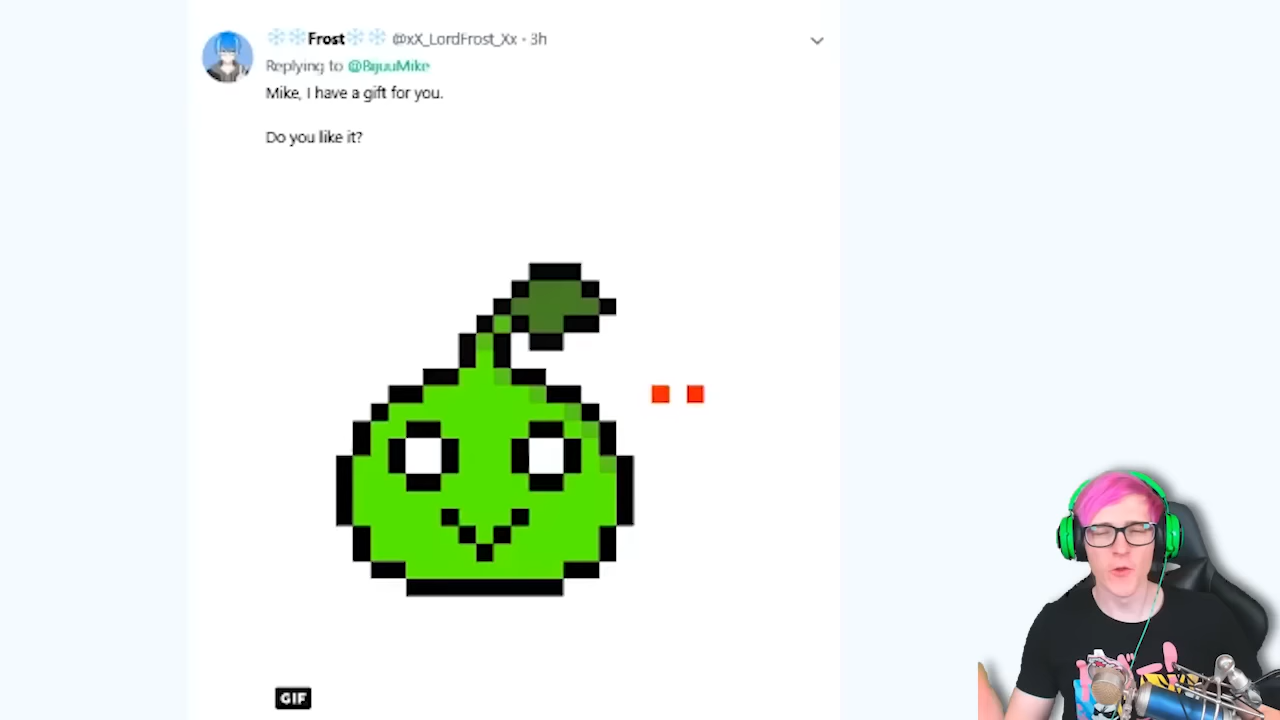 ❄❄Frost❄❄ @xX_LordFrost_Xx · 3h
Replying to @BijuuMike
Mike, I have a gift for you.
Do you like it?
GIF